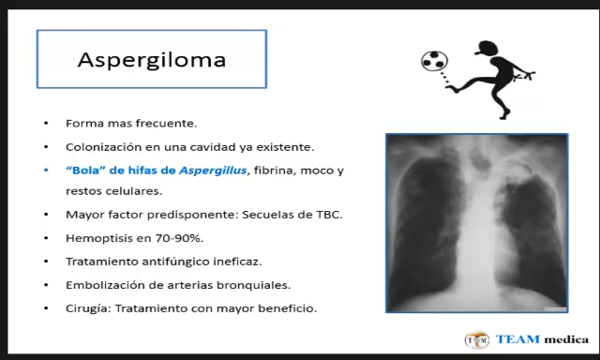 Aspergiloma
• Forma mas frecuente.
• Colonización en una cavidad ya existente.
• “Bola” de hifas de Aspergillus, fibrina, moco y
restos celulares.
• Mayor factor predisponente: Secuelas de TBC.
• Hemoptisis en 70-90%.
• Tratamiento antifúngico ineficaz.
• Embolización de arterias bronquiales.
• Cirugía: Tratamiento con mayor beneficio.
TEAM medica